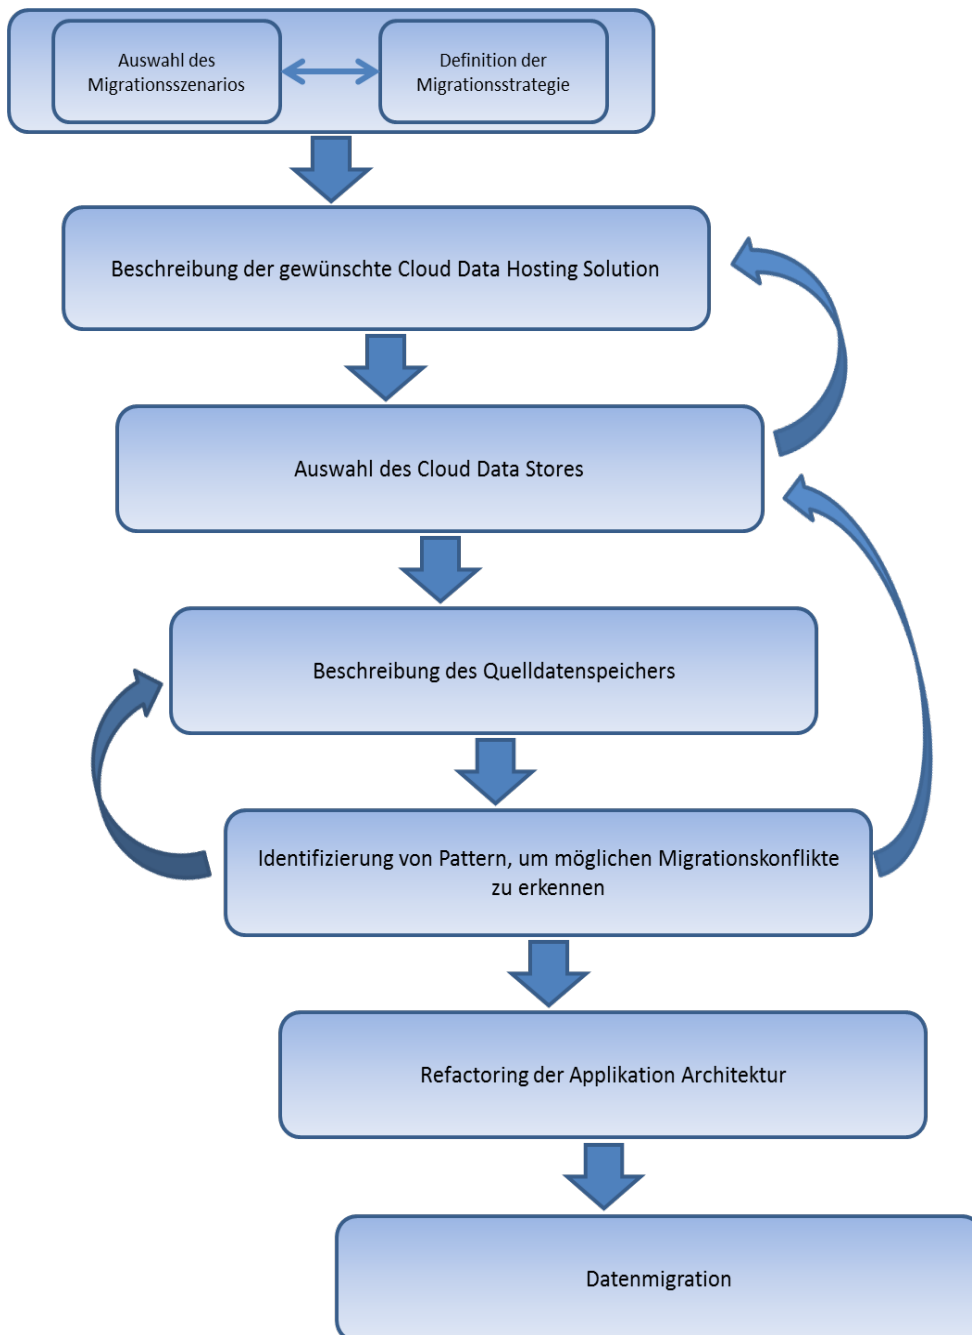 Auswahl des
Migrationsszenarios
Definition der
Migrationsstrategie
Beschreibung der gewünschte Cloud Data Hosting Solution
Auswahl des Cloud Data Stores
Beschreibung des Quelldatenspeichers
Identifizierung von Pattern, um möglichen Migrationskonflikte
zu erkennen
Refactoring der Applikation Architektur
Datenmigration